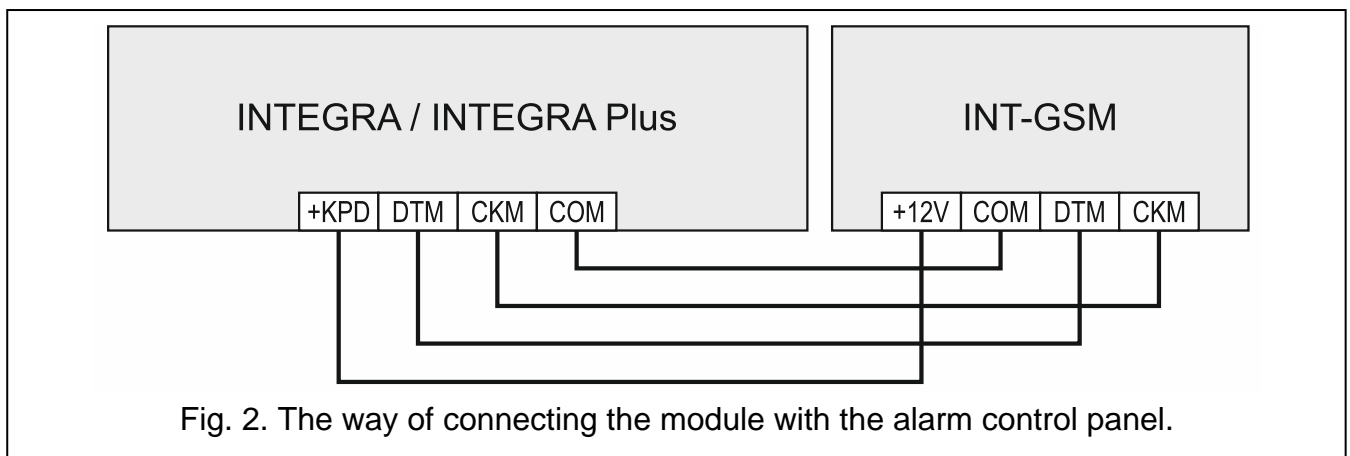 INTEGRA / INTEGRA Plus
INT-GSM
+KPD DTM CKM COM
+12V COM DTM CKM
Fig. 2. The way of connecting the module with the alarm control panel.